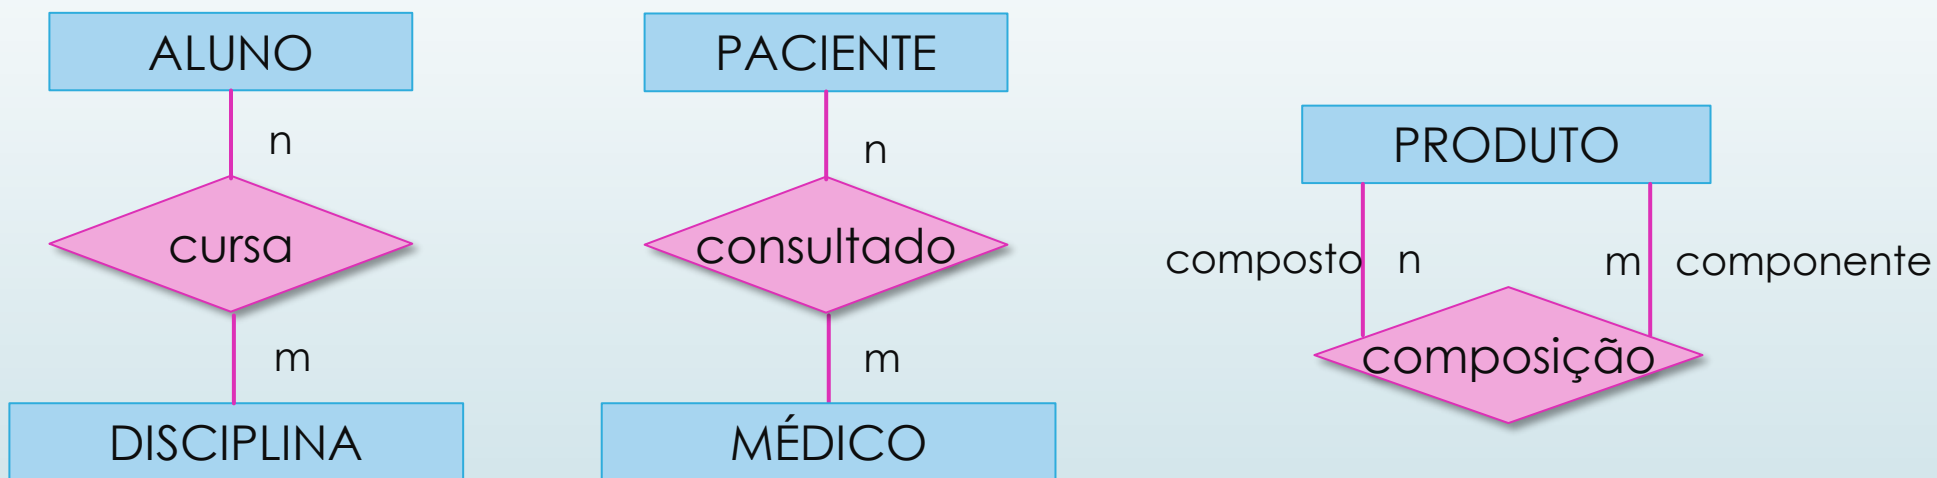 ALUNO
n
cursa
m
DISCIPLINA
PACIENTE
n
consultado
m
MÉDICO
PRODUTO
composto n m componente
composição